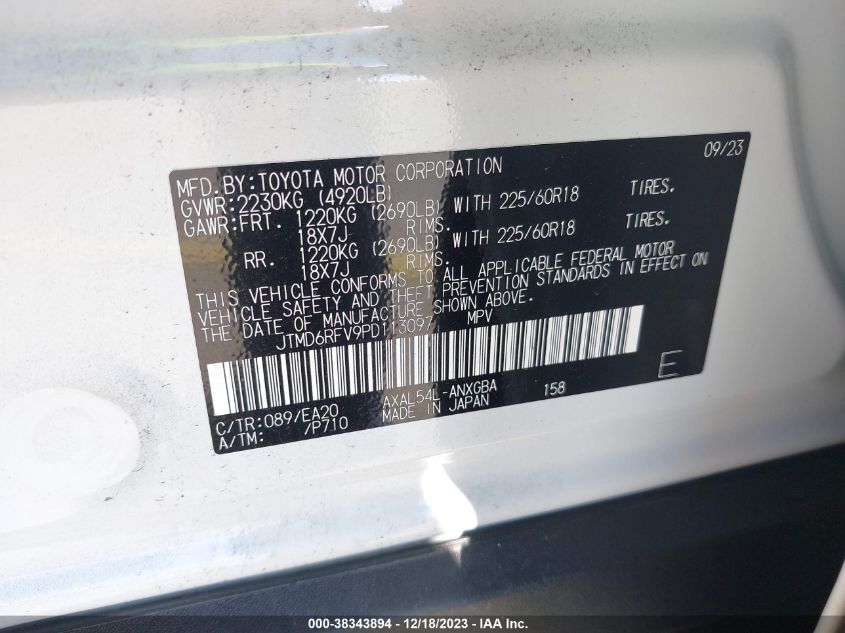 09/23
MFD.BY:TOYOTA MOTOR CORPORATION
GVWR:2230KG (4920LB)
GAWR:FRT. 1220KG (2690LB) WITH 225/60R18 TIRES.
18X7J RIMS.
RR. 1220KG (2690LB) WITH 225/60R18 TIRES.
18X7J RIMS.
THIS VEHICLE CONFORMS TO ALL APPLICABLE FEDERAL MOTOR
VEHICLE SAFETY AND THEFT PREVENTION STANDARDS IN EFFECT ON
THE DATE OF MANUFACTURE SHOWN ABOVE.
JTMD6RFV9PD113097 MPV
C/TR:089/EA20 AXAL54L-ANXGBA 158
A/TM: /P710 MADE IN JAPAN
E
000-38343894 - 12/18/2023 - IAA Inc.